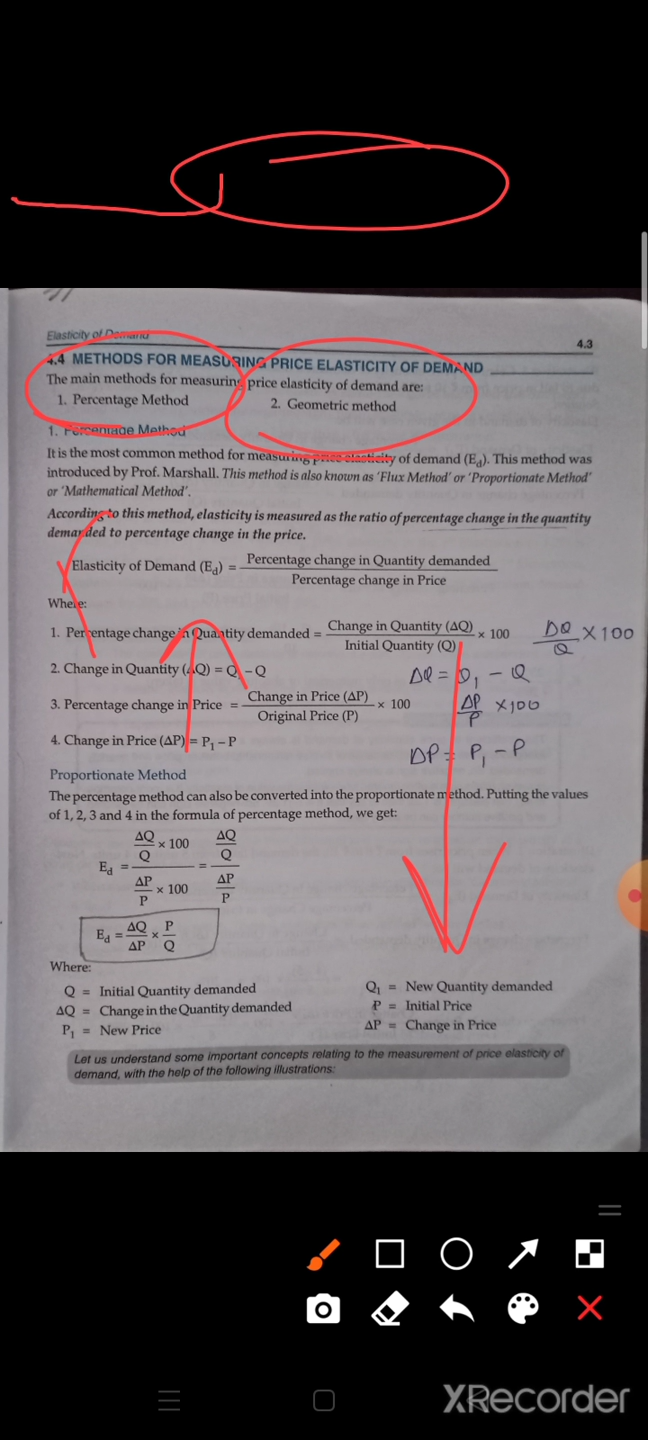 Elasticity of Demand
4.3
4.4 METHODS FOR MEASURING PRICE ELASTICITY OF DEMAND
The main methods for measuring price elasticity of demand are:
1. Percentage Method 2. Geometric method
1. Percentage Method
It is the most common method for measuring price elasticity of demand (Ed). This method was
introduced by Prof. Marshall. This method is also known as ‘Flux Method’ or ‘Proportionate Method’
or ‘Mathematical Method’.
According to this method, elasticity is measured as the ratio of percentage change in the quantity
demanded to percentage change in the price.
Elasticity of Demand (Ed) = Percentage change in Quantity demanded / Percentage change in Price
Where:
1. Percentage change in Quantity demanded = Change in Quantity (ΔQ) / Initial Quantity (Q) × 100 ΔQ/Q × 100
2. Change in Quantity (ΔQ) = Q1 – Q ΔQ = Q1 – Q
3. Percentage change in Price = Change in Price (ΔP) / Original Price (P) × 100 ΔP/P × 100
4. Change in Price (ΔP) = P1 – P ΔP = P1 – P
Proportionate Method
The percentage method can also be converted into the proportionate method. Putting the values
of 1, 2, 3 and 4 in the formula of percentage method, we get:
Ed = (ΔQ/Q × 100) / (ΔP/P × 100) = (ΔQ/Q) / (ΔP/P)
Ed = ΔQ/ΔP × P/Q
Where:
Q = Initial Quantity demanded Q1 = New Quantity demanded
ΔQ = Change in the Quantity demanded P = Initial Price
P1 = New Price ΔP = Change in Price
Let us understand some important concepts relating to the measurement of price elasticity of
demand, with the help of the following illustrations:
XRecorder